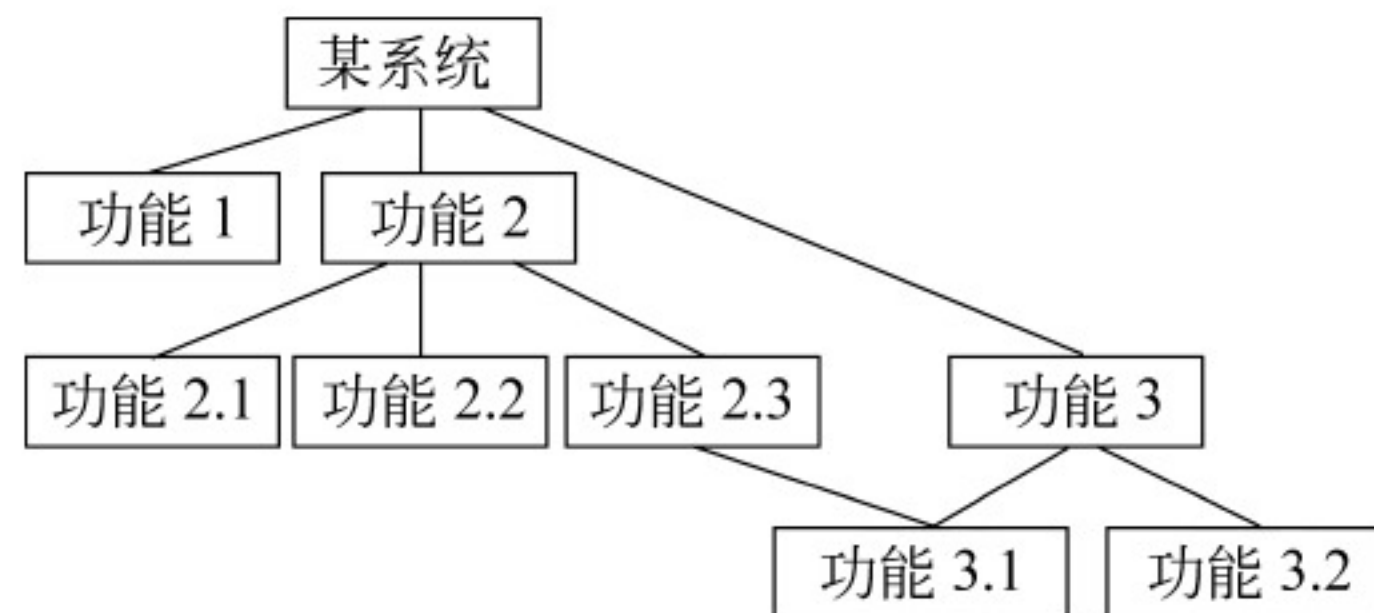 某系统
功能 1
功能 2
功能 2.1
功能 2.2
功能 2.3
功能 3
功能 3.1
功能 3.2